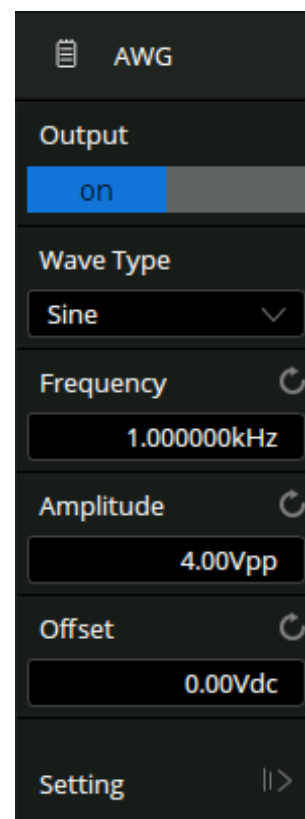 AWG
Output
on
Wave Type
Sine
Frequency
1.000000kHz
Amplitude
4.00Vpp
Offset
0.00Vdc
Setting